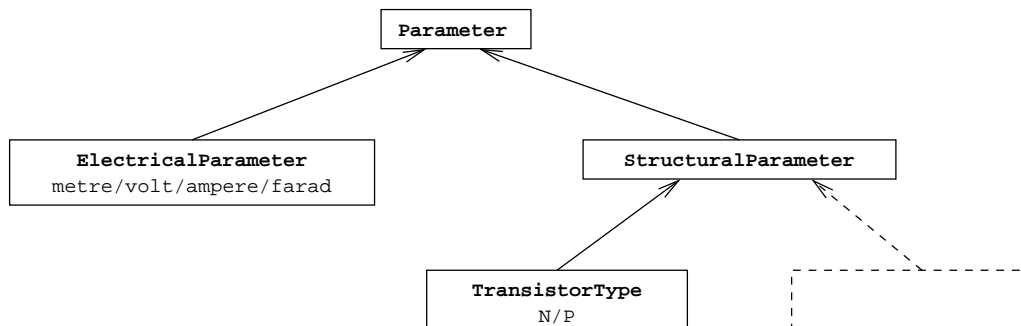 Parameter
ElectricalParameter
metre/volt/ampere/farad
StructuralParameter
TransistorType
N/P